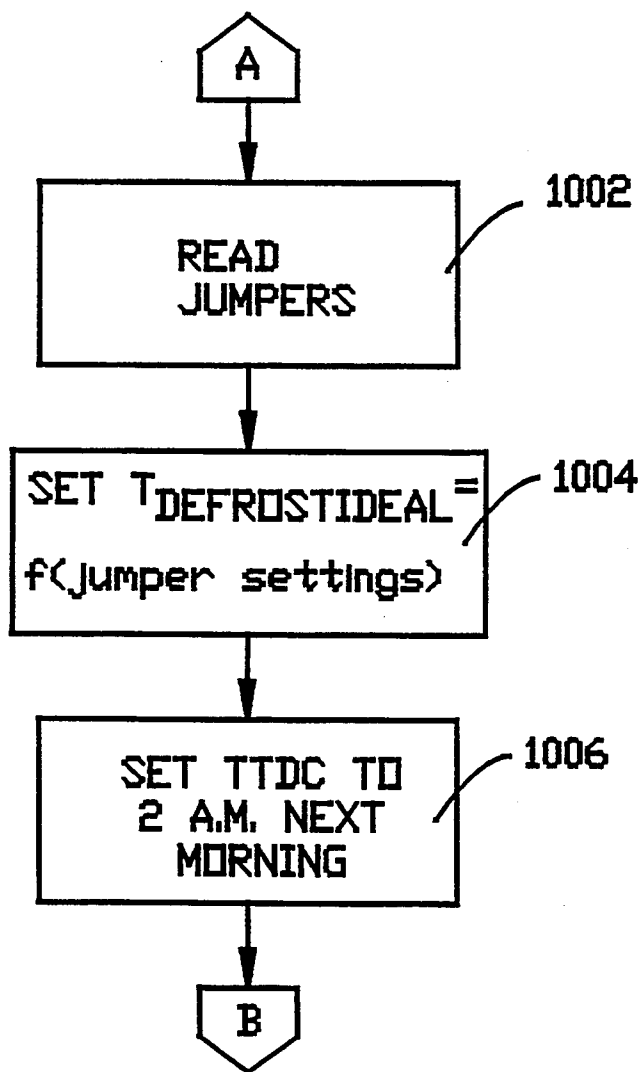 A
1002
READ
JUMPERS
1004
SET TDEFROSTIDEAL=
f(jumper settings)
1006
SET TTDC TO
2 A.M. NEXT
MORNING
B